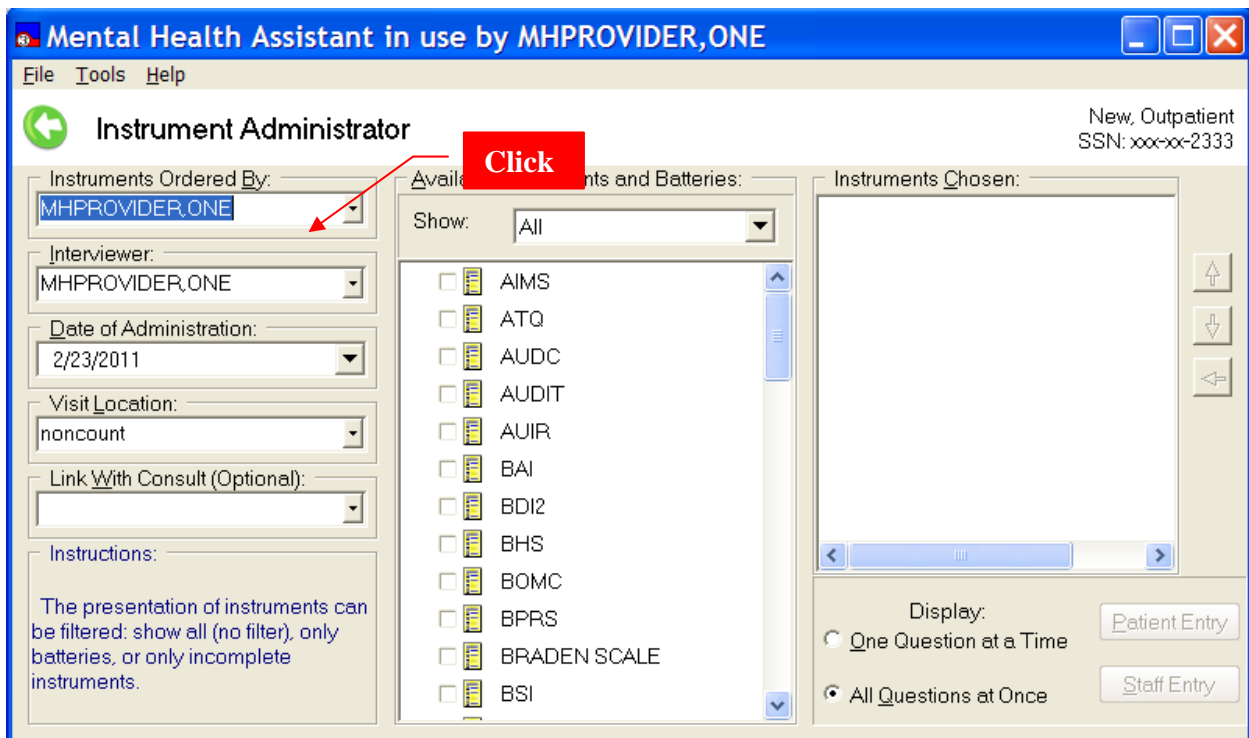 Mental Health Assistant in use by MHPROVIDER,ONE
File Tools Help
Instrument Administrator
New, Outpatient
SSN: xxx-xx-2333
Click
Instruments Ordered By:
MHPROVIDER,ONE
Interviewer:
MHPROVIDER,ONE
Date of Administration:
2/23/2011
Visit Location:
noncount
Link With Consult (Optional):
Instructions:
The presentation of instruments can
be filtered: show all (no filter), only
batteries, or only incomplete
instruments.
and Batteries:
Show: All
AIMS
ATQ
AUDC
AUDIT
AUIR
BAI
BDI2
BHS
BOMC
BPRS
BRADEN SCALE
BSI
Instruments Chosen:
Display:
One Question at a Time
All Questions at Once
Patient Entry
Staff Entry